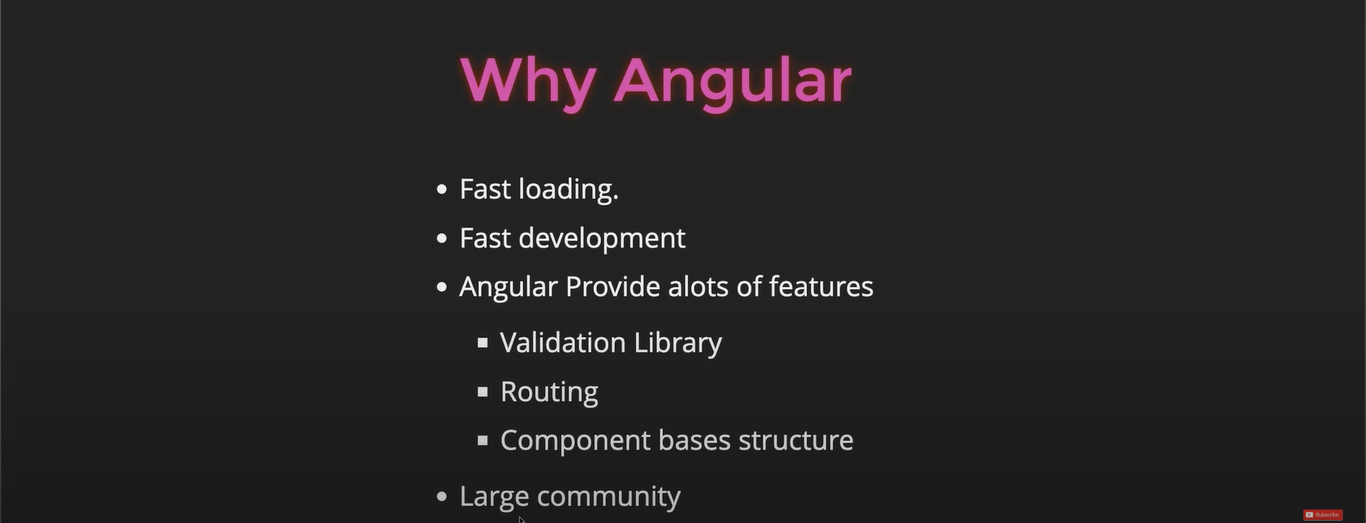 Why Angular
• Fast loading.
• Fast development
• Angular Provide alots of features
▪ Validation Library
▪ Routing
▪ Component bases structure
• Large community
Subscribe